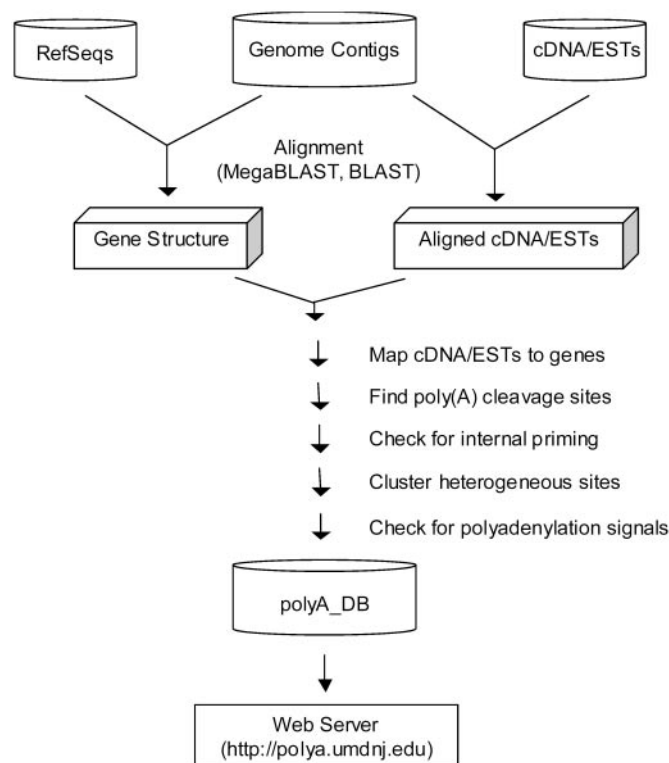 RefSeqs
Genome Contigs
cDNA/ESTs
Alignment
(MegaBLAST, BLAST)
Gene Structure
Aligned cDNA/ESTs
Map cDNA/ESTs to genes
Find poly(A) cleavage sites
Check for internal priming
Cluster heterogeneous sites
Check for polyadenylation signals
polyA_DB
Web Server
(http://polya.umdnj.edu)